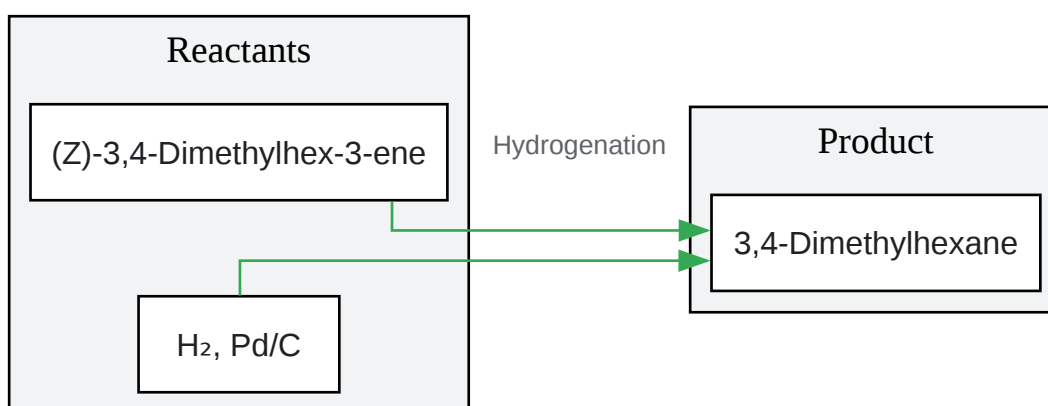 Reactants
(Z)-3,4-Dimethylhex-3-ene
H₂, Pd/C
Hydrogenation
Product
3,4-Dimethylhexane